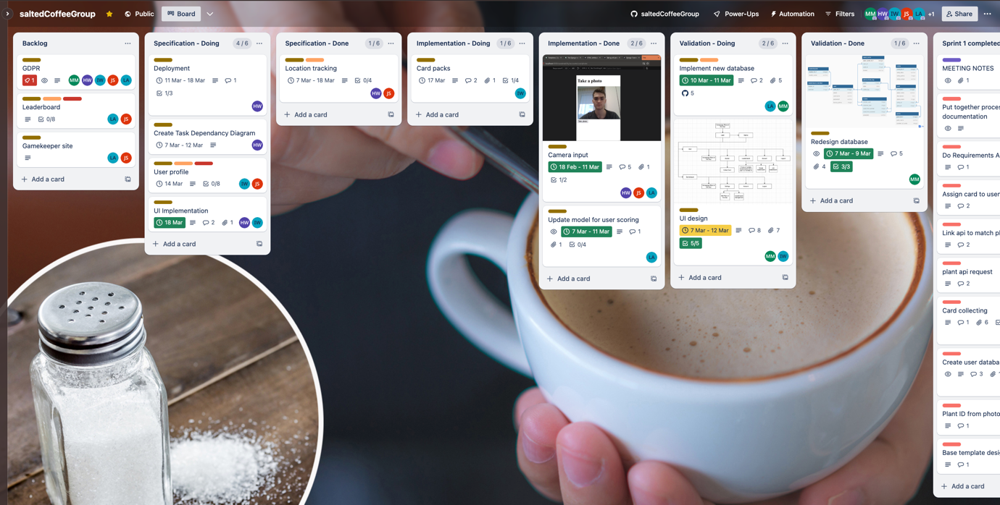 saltedCoffeeGroup
Public
Board
saltedCoffeeGroup
Power-Ups
Automation
Filters
MM HW IW JS LA +1
Share
Backlog
GDPR
1
MM HW IW JS LA
Leaderboard
0/8
LA JS
Gamekeeper site
LA JS
Add a card
Specification - Doing
4 / 6
Deployment
11 Mar - 18 Mar
1
1/3
HW
Create Task Dependancy Diagram
7 Mar - 12 Mar
HW
User profile
14 Mar
0/8
IW JS
UI Implementation
18 Mar
2
1
HW IW
Add a card
Specification - Done
1 / 6
Location tracking
7 Mar - 18 Mar
0/4
HW JS
Add a card
Implementation - Doing
1 / 6
Card packs
17 Mar
2
1
1/4
IW
Add a card
Implementation - Done
2 / 6
Take a photo
Camera input
18 Feb - 11 Mar
5
1
1/2
HW JS LA
Update model for user scoring
7 Mar - 11 Mar
1
1
0/4
LA
Add a card
Validation - Doing
2 / 6
Implement new database
10 Mar - 11 Mar
2
5
5
LA MM
UI design
7 Mar - 12 Mar
8
7
5/5
MM IW
Add a card
Validation - Done
1 / 6
Redesign database
7 Mar - 9 Mar
5
4
3/3
MM
Add a card
Sprint 1 completed
MEETING NOTES
1
Put together proce
documentation
Do Requirements A
1
Assign card to user
2
Link api to match pl
2
plant api request
2
Card collecting
1
6
Create user databa
3
Plant ID from photo
1
Base template desi
1
Add a card